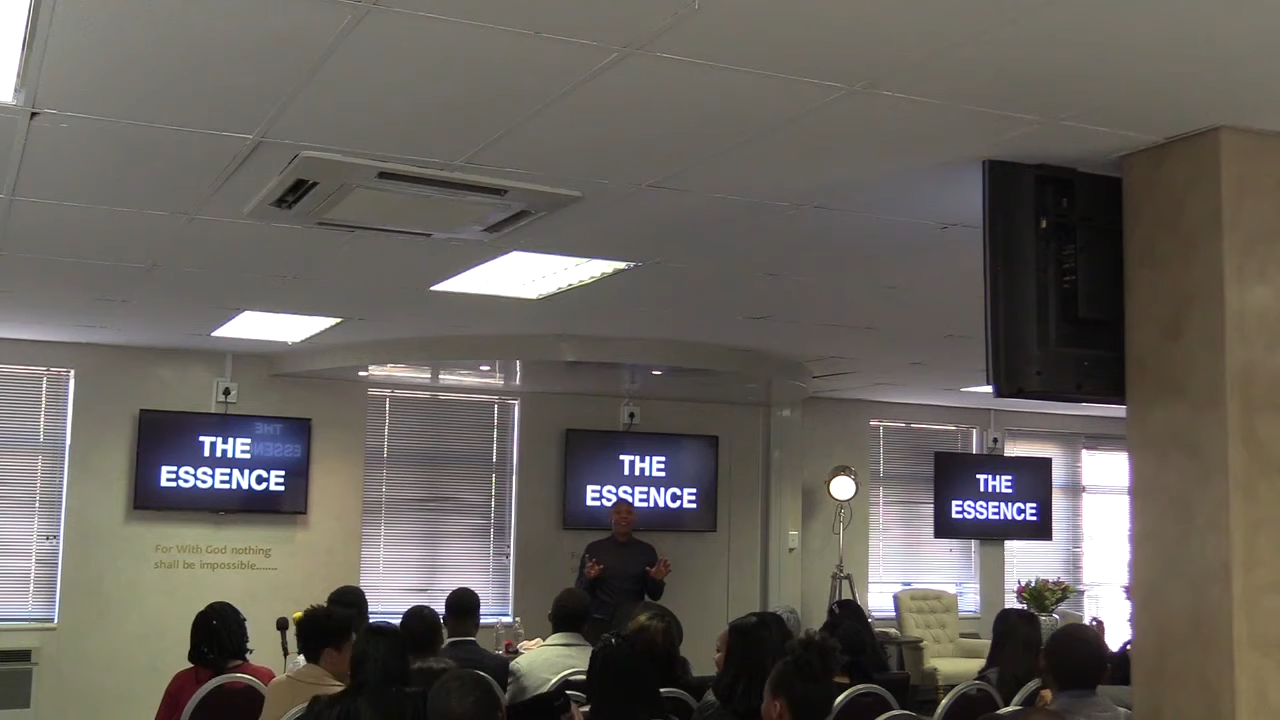 THE
ESSENCE
THE
ESSENCE
THE
ESSENCE
For With God nothing
shall be impossible.......